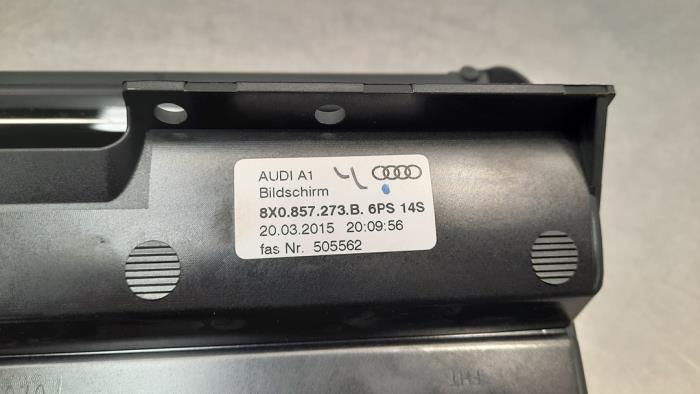 AUDI A1
Bildschirm
8X0.857.273.B. 6PS 14S
20.03.2015 20:09:56
fas Nr. 505562